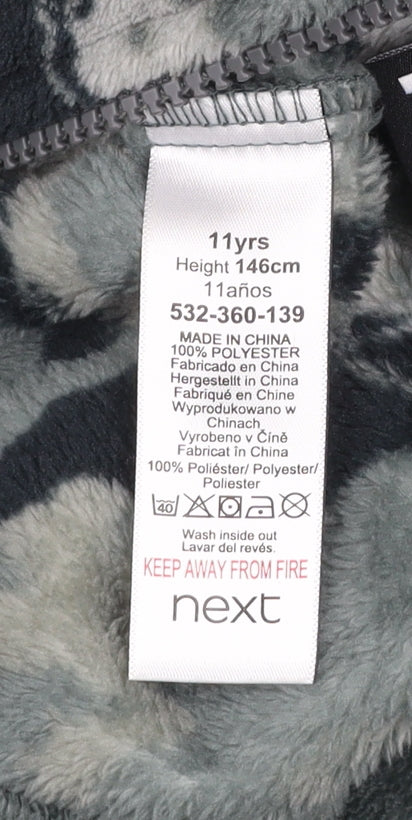 11yrs
Height 146cm
11años
532-360-139
MADE IN CHINA
100% POLYESTER
Fabricado en China
Hergestellt in China
Fabriqué en Chine
Wyprodukowano w
Chinach
Vyrobeno v Číně
Fabricat în China
100% Poliéster/ Polyester/
Poliester
40
Wash inside out
Lavar del revés.
KEEP AWAY FROM FIRE
next